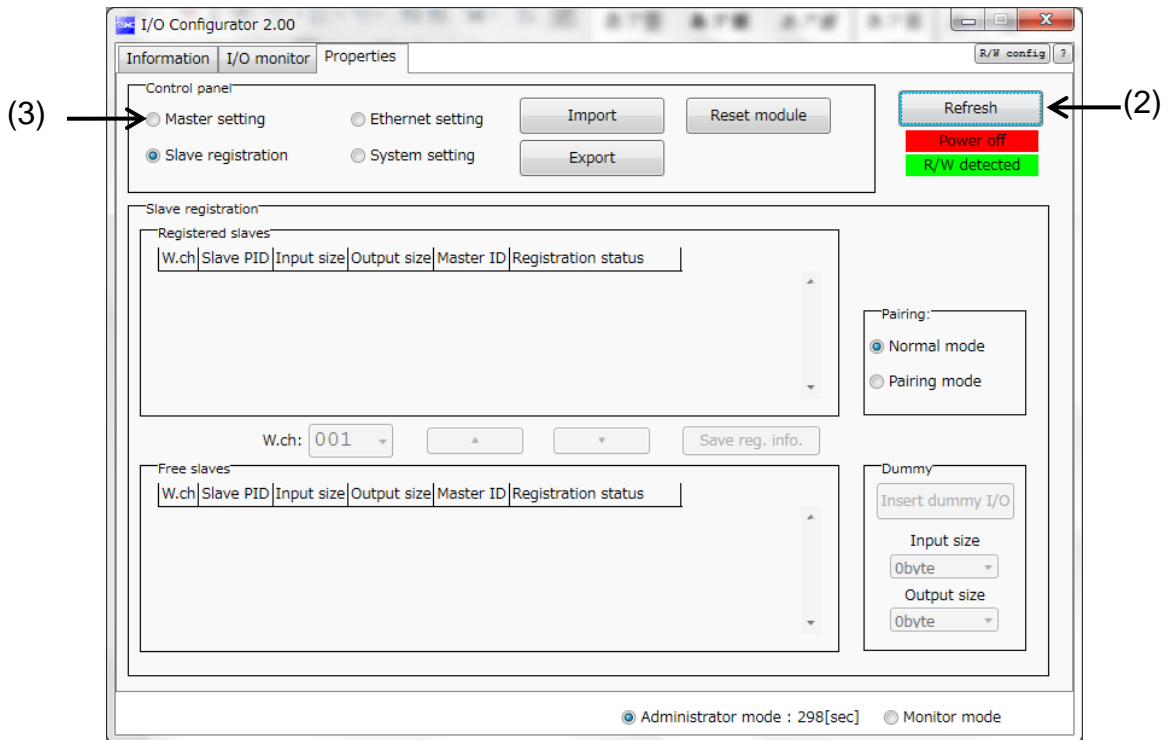 I/O Configurator 2.00
Information I/O monitor Properties R/W config ?
Control panel
(3) Master setting Ethernet setting Import Reset module Refresh (2)
Power off
Slave registration System setting Export R/W detected
Slave registration
Registered slaves
W.ch Slave PID Input size Output size Master ID Registration status
Pairing:
Normal mode
Pairing mode
W.ch: 001 Save reg. info.
Free slaves Dummy
W.ch Slave PID Input size Output size Master ID Registration status
Insert dummy I/O
Input size
0byte
Output size
0byte
Administrator mode : 298[sec] Monitor mode